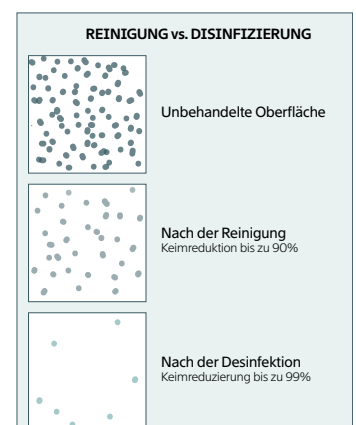 REINIGUNG vs. DISINFIZIERUNG
Unbehandelte Oberfläche
Nach der Reinigung
Keimreduktion bis zu 90%
Nach der Desinfektion
Keimreduzierung bis zu 99%